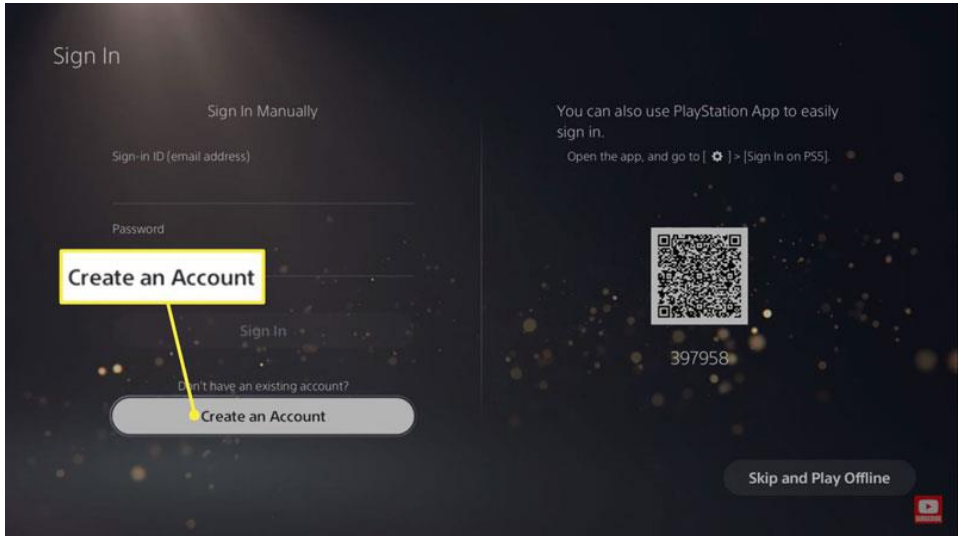 Sign In
Sign In Manually
Sign-in ID (email address)
Password
Create an Account
Sign In
Don't have an existing account?
Create an Account
You can also use PlayStation App to easily
sign in.
Open the app, and go to [ ⚙ ] > [Sign In on PS5].
397958
Skip and Play Offline
SUBSCRIBE